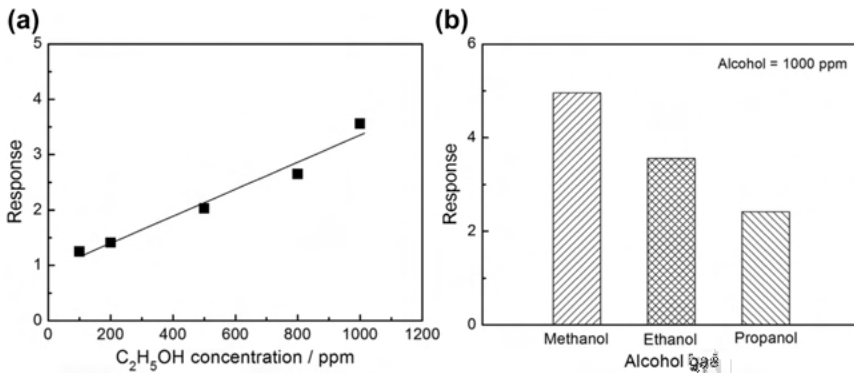 (a)
5
4
3
2
1
0
Response
0 200 400 600 800 1000 1200
C₂H₅OH concentration / ppm
(b)
6
4
2
0
Response
Alcohol = 1000 ppm
Methanol Ethanol Propanol
Alcohol